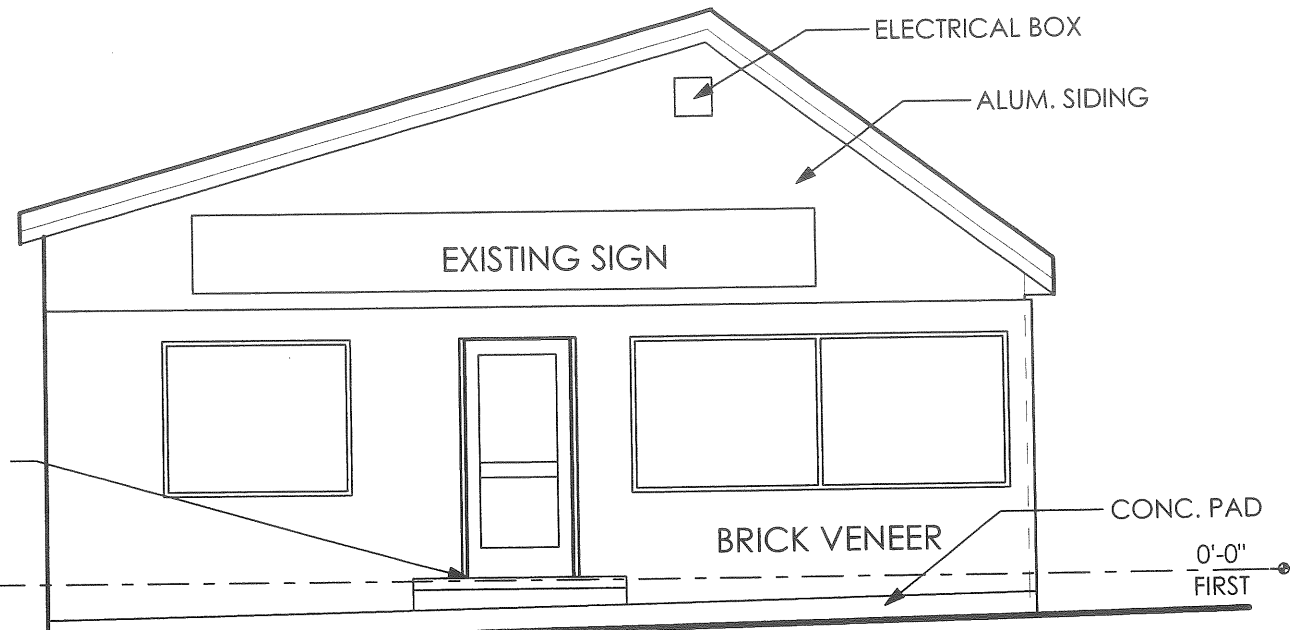 ELECTRICAL BOX
ALUM. SIDING
EXISTING SIGN
CONC. PAD
BRICK VENEER
0'-0"
FIRST